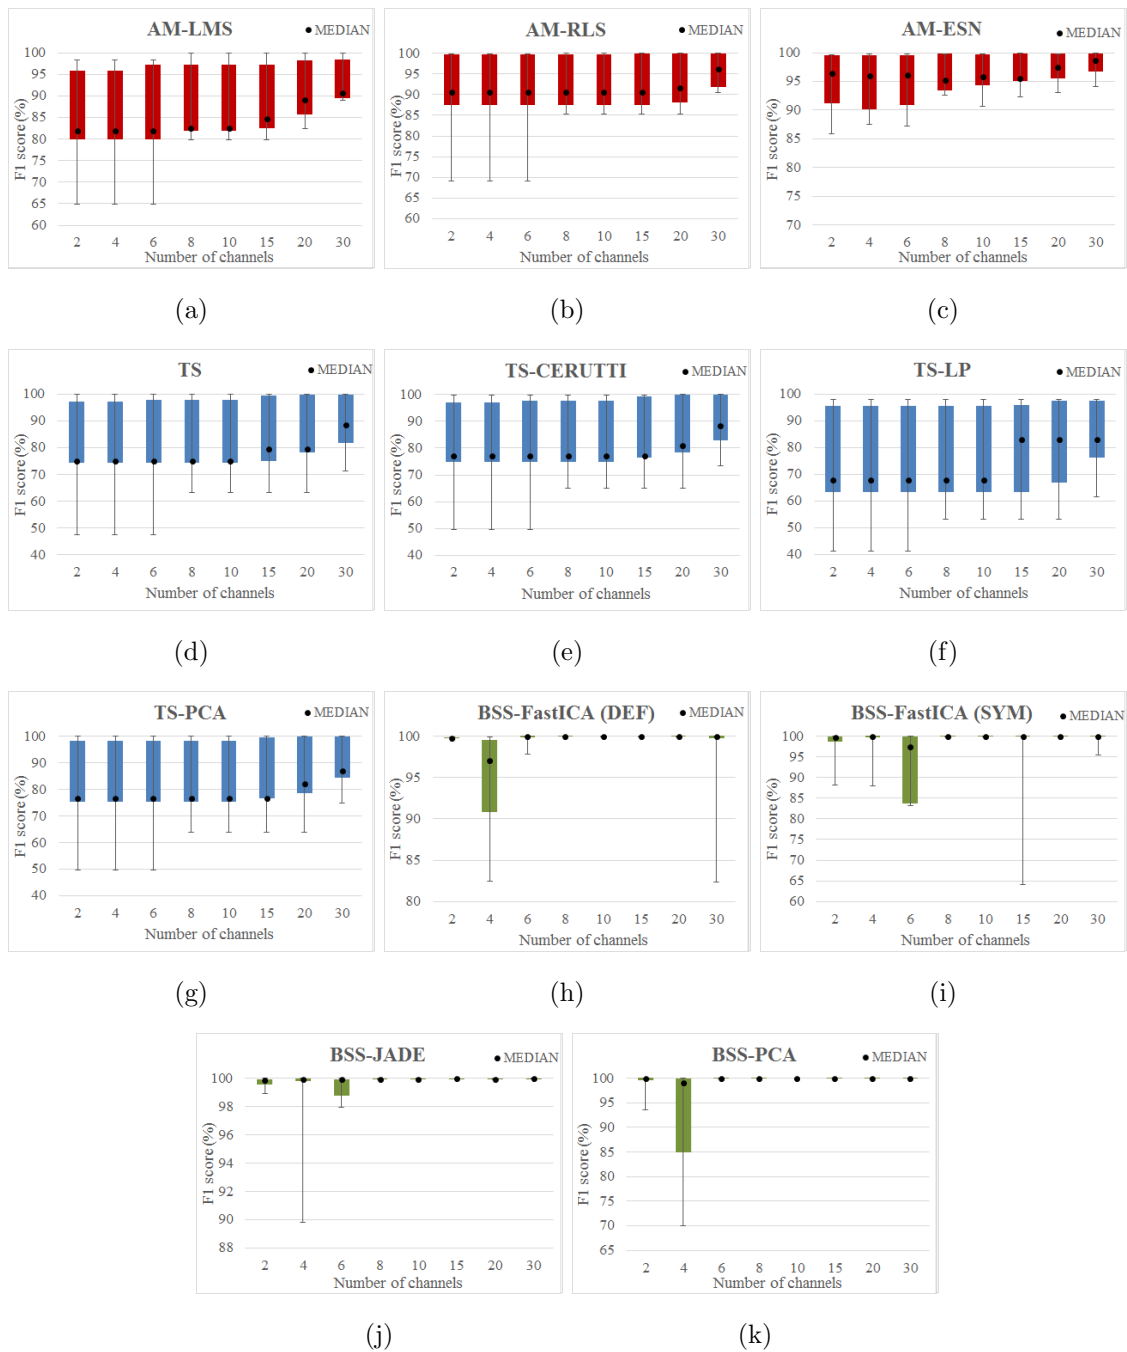 AM-LMS
MEDIAN
F1 score (%)
100
95
90
85
80
75
70
65
60
2 4 6 8 10 15 20 30
Number of channels
(a)
AM-RLS
MEDIAN
F1 score (%)
100
95
90
85
80
75
70
65
60
2 4 6 8 10 15 20 30
Number of channels
(b)
AM-ESN
MEDIAN
F1 score (%)
100
95
90
85
80
75
70
2 4 6 8 10 15 20 30
Number of channels
(c)
TS
MEDIAN
F1 score (%)
100
90
80
70
60
50
40
2 4 6 8 10 15 20 30
Number of channels
(d)
TS-CERUTTI
MEDIAN
F1 score (%)
100
90
80
70
60
50
40
2 4 6 8 10 15 20 30
Number of channels
(e)
TS-LP
MEDIAN
F1 score (%)
100
90
80
70
60
50
40
2 4 6 8 10 15 20 30
Number of channels
(f)
TS-PCA
MEDIAN
F1 score (%)
100
90
80
70
60
50
40
2 4 6 8 10 15 20 30
Number of channels
(g)
BSS-FastICA (DEF)
MEDIAN
F1 score (%)
100
95
90
85
80
2 4 6 8 10 15 20 30
Number of channels
(h)
BSS-FastICA (SYM)
MEDIAN
F1 score (%)
100
95
90
85
80
75
70
65
60
2 4 6 8 10 15 20 30
Number of channels
(i)
BSS-JADE
MEDIAN
F1 score (%)
100
98
96
94
92
90
88
2 4 6 8 10 15 20 30
Number of channels
(j)
BSS-PCA
MEDIAN
F1 score (%)
100
95
90
85
80
75
70
65
2 4 6 8 10 15 20 30
Number of channels
(k)